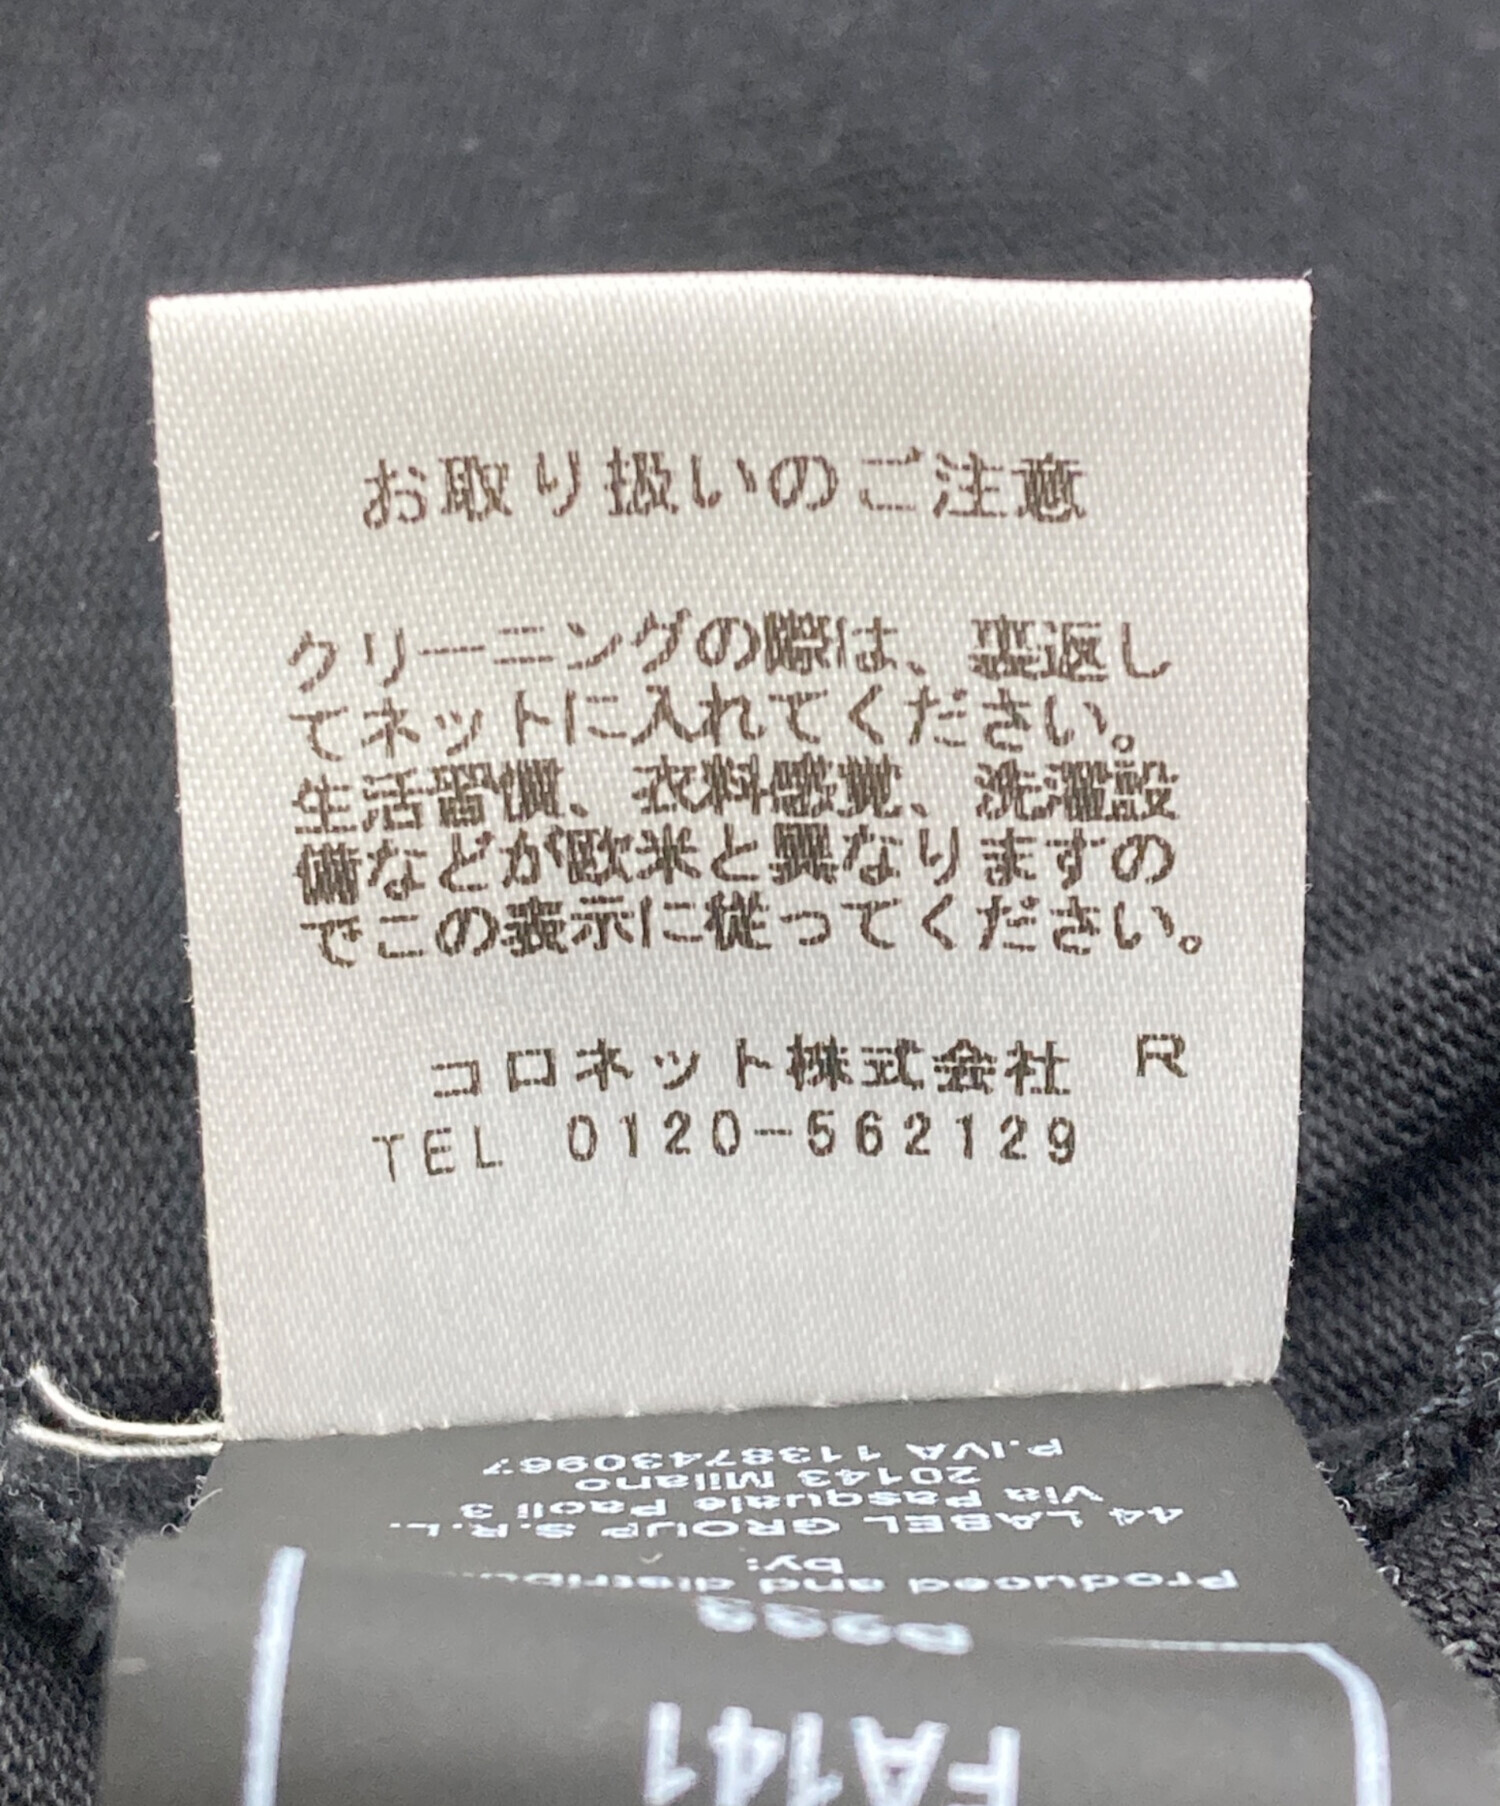 お取り扱いのご注意
クリーニングの際は、裏返し
てネットに入れてください。
生活習慣、衣料感覚、洗濯設
備などが欧米と異なりますの
でこの表示に従ってください。
コロネット株式会社 R
TEL 0120-562129
P.IVA 11387430967
20143 Milano
Via Pasquale Paoli 3
44 LABEL GROUP S.R.L.
by:
Produced and
FA141